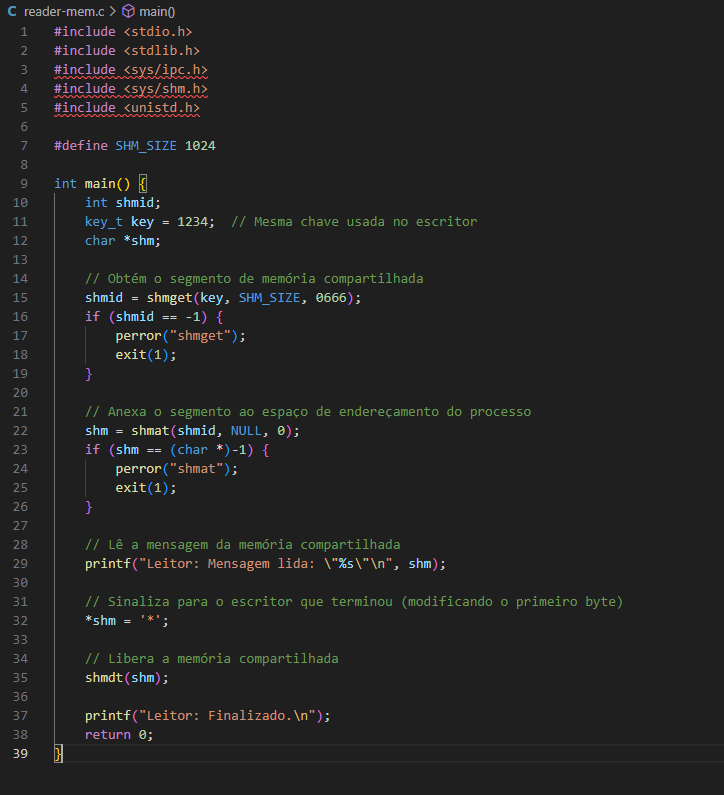 C reader-mem.c > main()
1 #include <stdio.h>
2 #include <stdlib.h>
3 #include <sys/ipc.h>
4 #include <sys/shm.h>
5 #include <unistd.h>
6
7 #define SHM_SIZE 1024
8
9 int main() {
10     int shmid;
11     key_t key = 1234;  // Mesma chave usada no escritor
12     char *shm;
13
14     // Obtém o segmento de memória compartilhada
15     shmid = shmget(key, SHM_SIZE, 0666);
16     if (shmid == -1) {
17         perror("shmget");
18         exit(1);
19     }
20
21     // Anexa o segmento ao espaço de endereçamento do processo
22     shm = shmat(shmid, NULL, 0);
23     if (shm == (char *)-1) {
24         perror("shmat");
25         exit(1);
26     }
27
28     // Lê a mensagem da memória compartilhada
29     printf("Leitor: Mensagem lida: \"%s\"\n", shm);
30
31     // Sinaliza para o escritor que terminou (modificando o primeiro byte)
32     *shm = '*';
33
34     // Libera a memória compartilhada
35     shmdt(shm);
36
37     printf("Leitor: Finalizado.\n");
38     return 0;
39 }